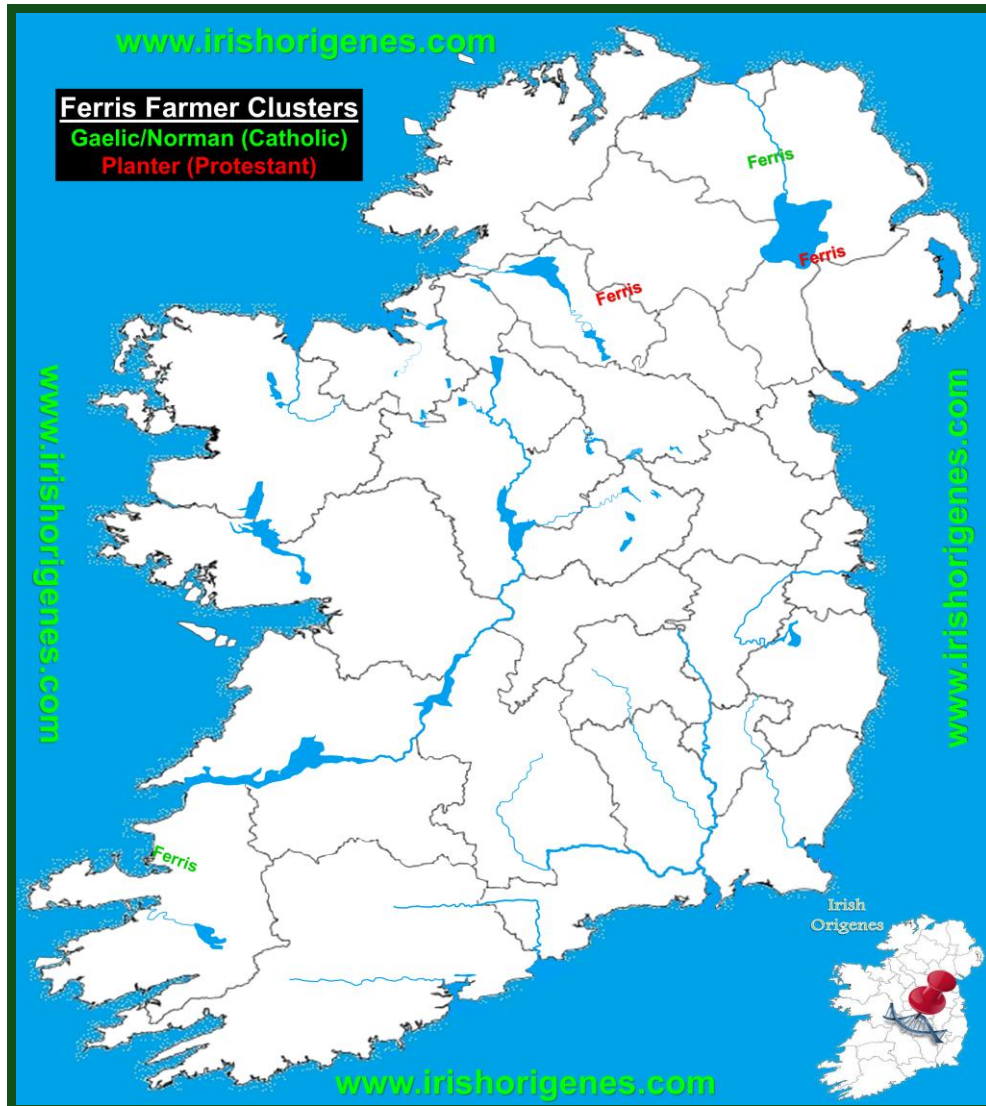 www.irishorigenes.com
Ferris Farmer Clusters
Gaelic/Norman (Catholic)
Planter (Protestant)
Ferris
Ferris
Ferris
www.irishorigenes.com
www.irishorigenes.com
Ferris
Irish
Origenes
www.irishorigenes.com